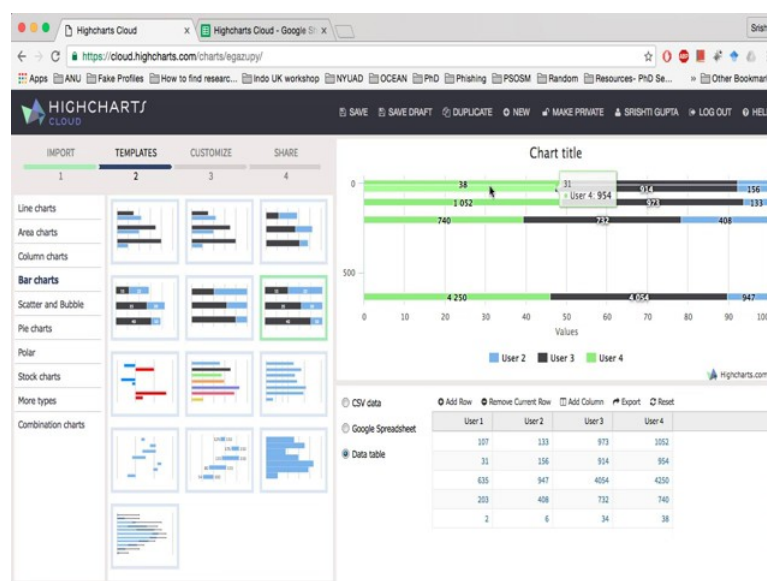 Highcharts Cloud
Highcharts Cloud - Google Sh
Srish
https://cloud.highcharts.com/charts/egazupy/
Apps ANU Fake Profiles How to find researc... Indo UK workshop NYUAD OCEAN PhD Phishing PSOSM Random Resources- PhD Se... » Other Bookmar
HIGHCHARTS
CLOUD
SAVE SAVE DRAFT DUPLICATE NEW MAKE PRIVATE SRISHTI GUPTA LOG OUT HEL
IMPORT TEMPLATES CUSTOMIZE SHARE
1 2 3 4
Line charts
Area charts
Column charts
Bar charts
Scatter and Bubble
Pie charts
Polar
Stock charts
More types
Combination charts
Chart title
0
38 914 156
31
User 4: 954
1 052 973 133
740 732 408
500
4 250 4 054 947
0 10 20 30 40 50 60 70 80 90 100
Values
User 2 User 3 User 4
Highcharts.com
CSV data
Google Spreadsheet
Data table
Add Row Remove Current Row Add Column Export Reset
User 1 User 2 User 3 User 4
107 133 973 1052
31 156 914 954
635 947 4054 4250
203 408 732 740
2 6 34 38